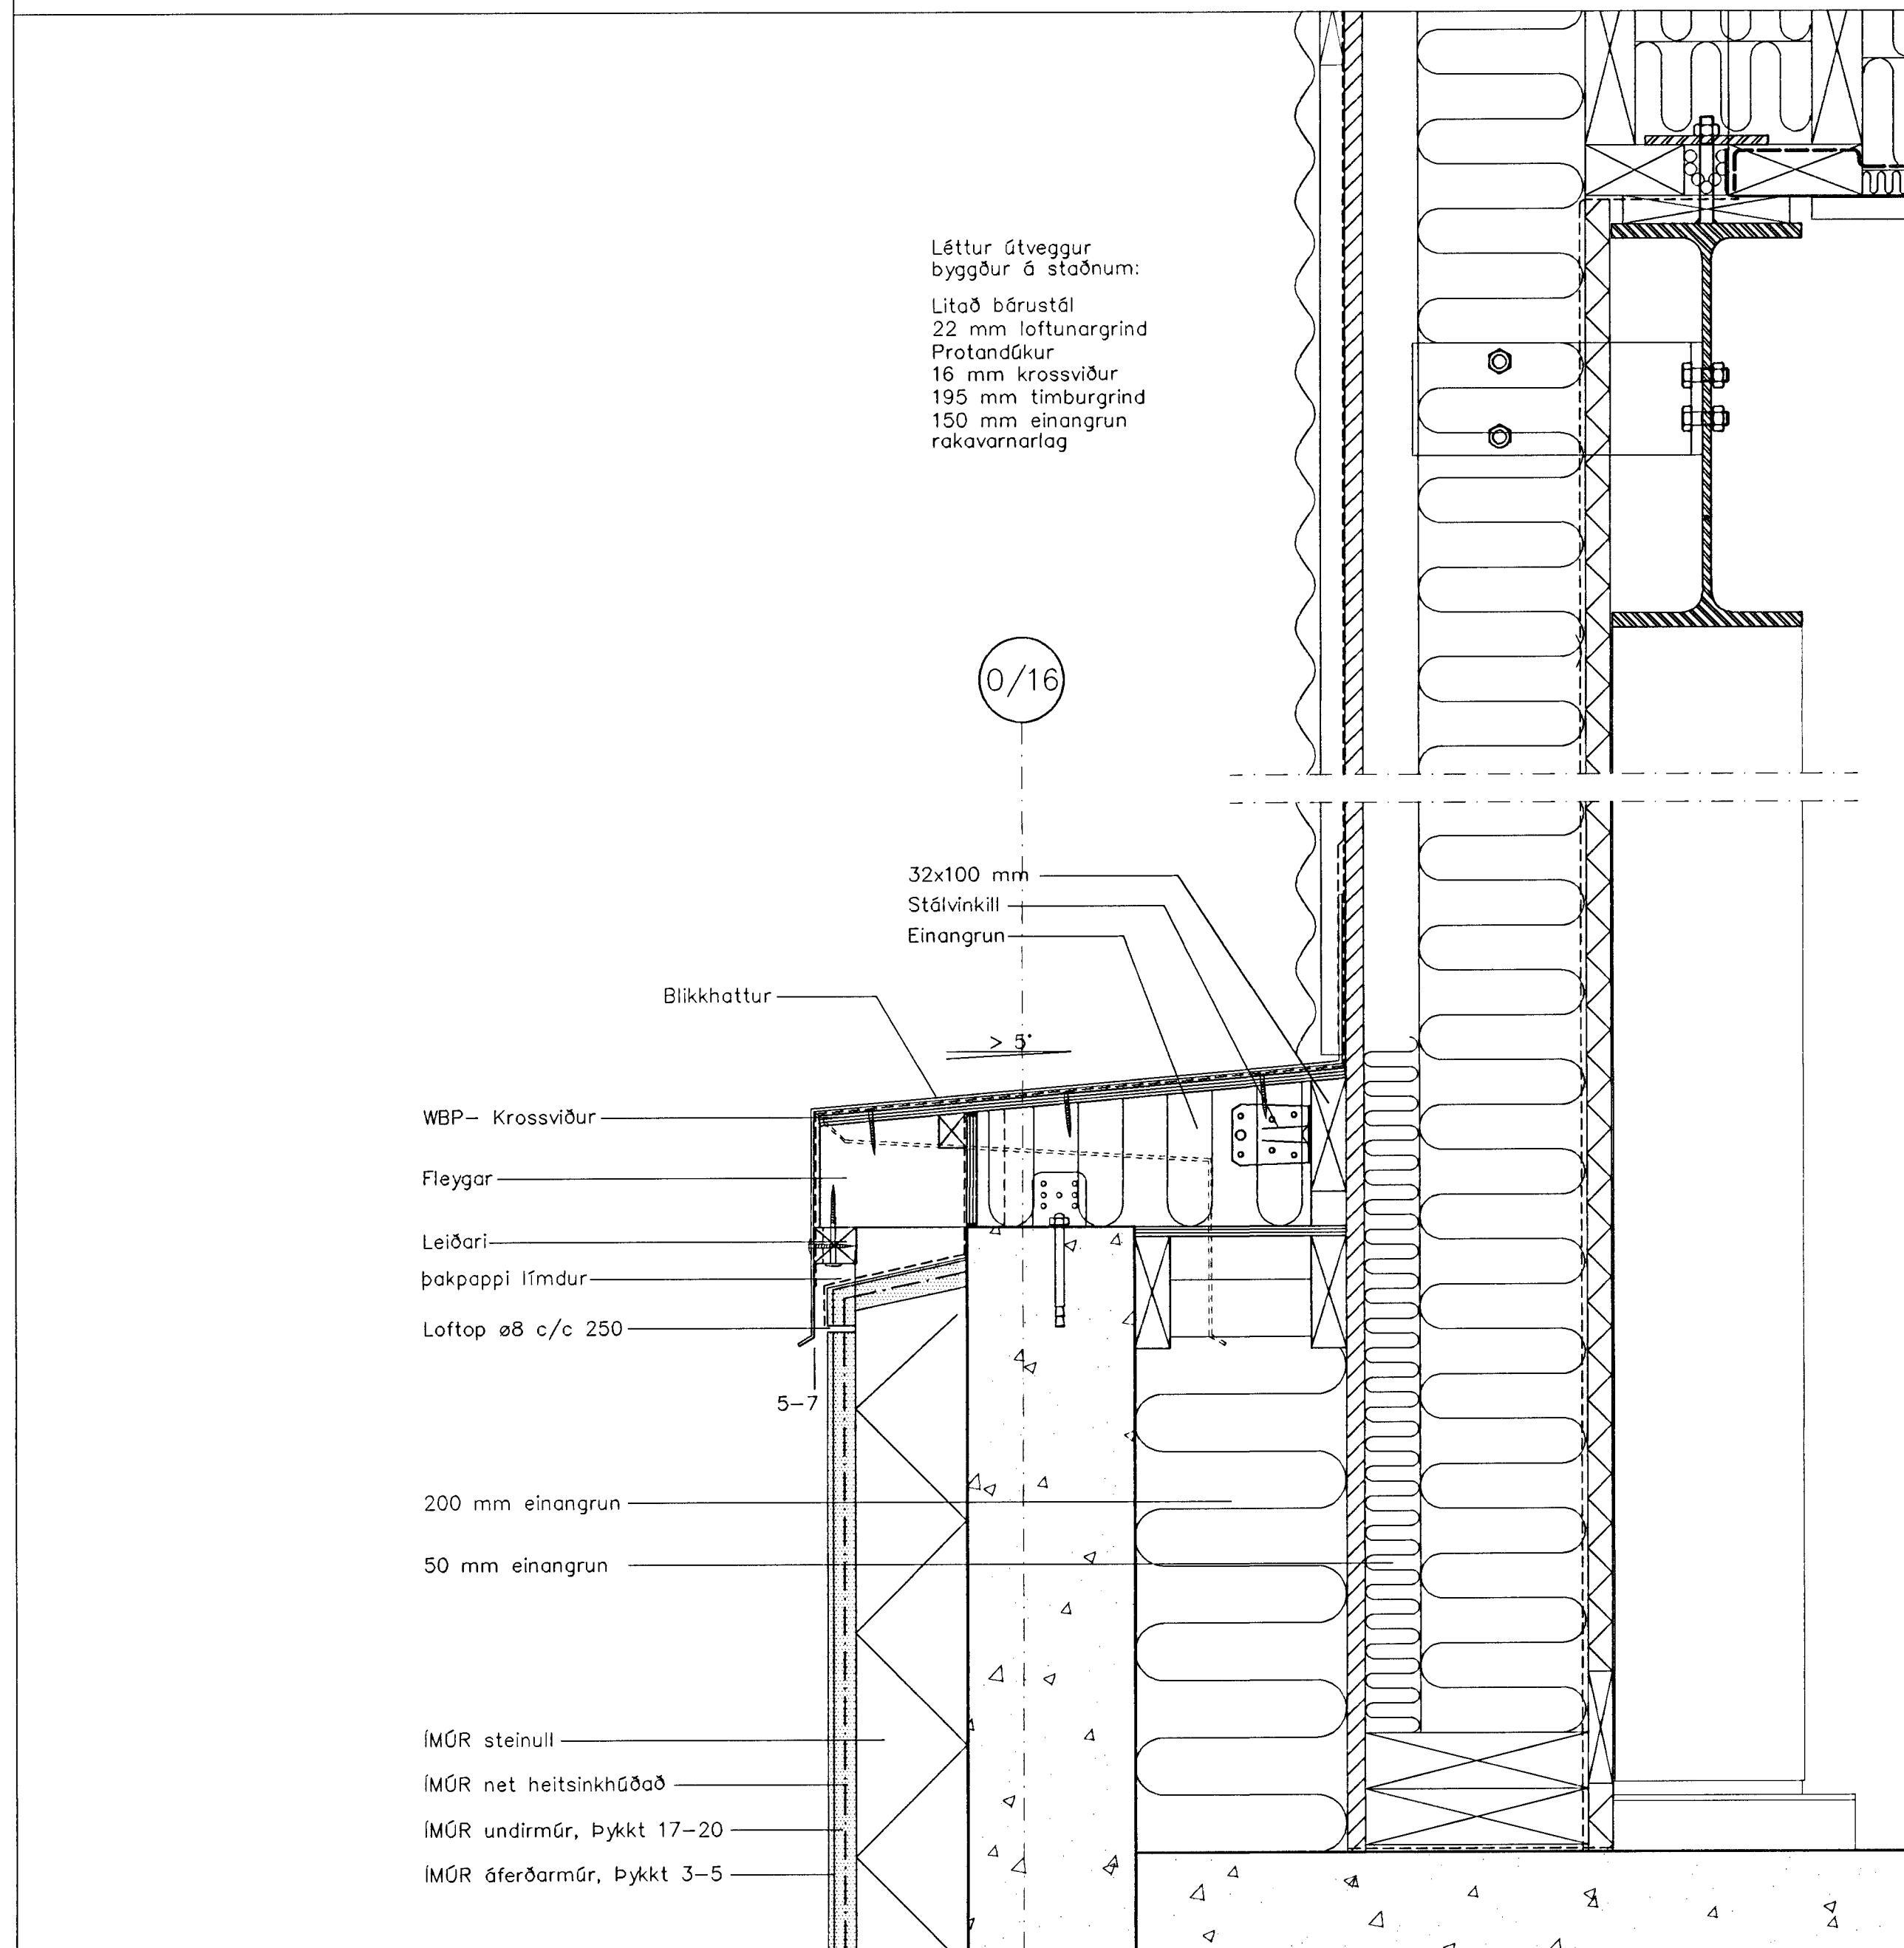 Léttur útveggur
byggður á staðnum:
Litað bárustál
22 mm loftunargrind
Protandúkur
16 mm krossviður
195 mm timburgrind
150 mm einangrun
rakavarnarlag
0/16
32x100 mm
Stálvinkill
Einangrun
Blikkhattur
> 5°
WBP- Krossviður
Fleygar
Leiðari
þakpappi límdur
Loftop ø8 c/c 250
5-7
200 mm einangrun
50 mm einangrun
ÍMÚR steinull
ÍMÚR net heitsinkhúðað
ÍMÚR undirmúr, Þykkt 17-20
ÍMÚR áferðarmúr, Þykkt 3-5